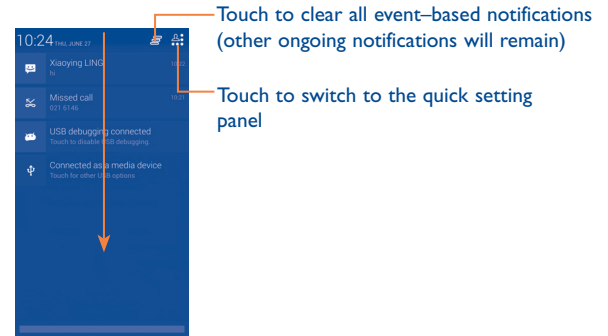 Touch to clear all event–based notifications
(other ongoing notifications will remain)
10:24 THU, JUNE 27
Xiaoying LING 10:22
hi
Touch to switch to the quick setting
panel
Missed call 10:21
021 6146
USB debugging connected
Touch to disable USB debugging.
Connected as a media device
Touch for other USB options